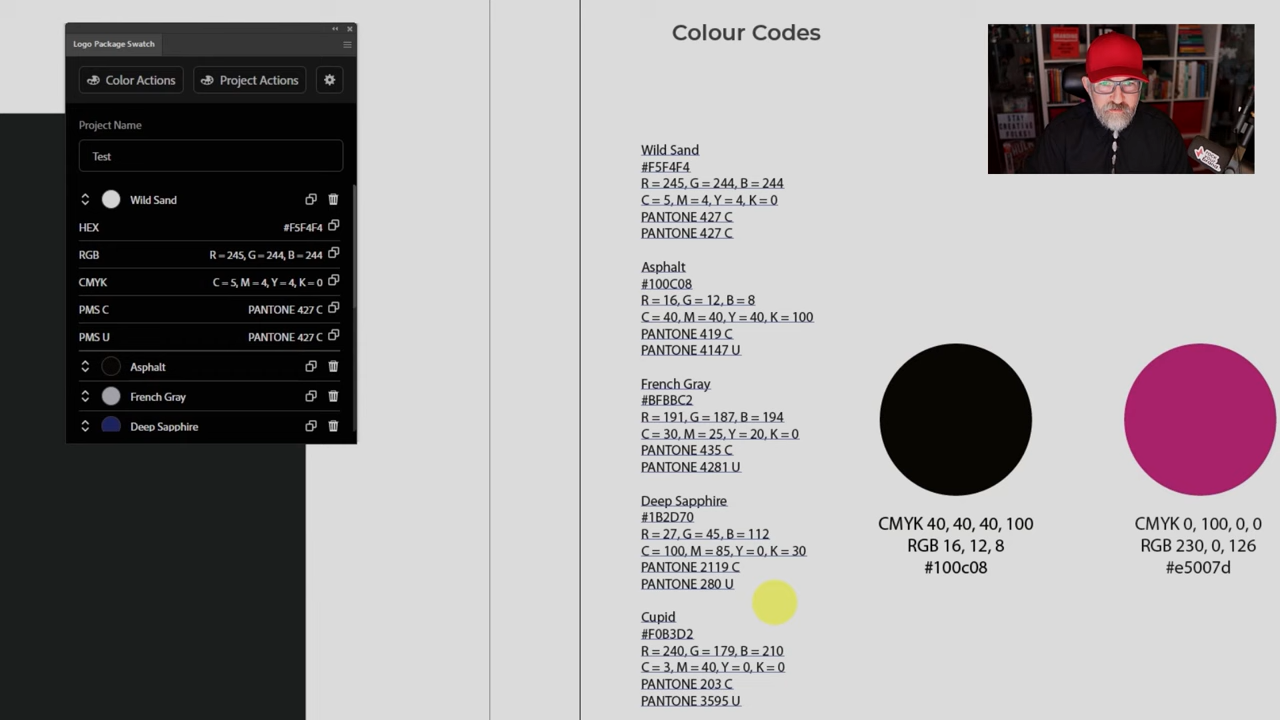 Logo Package Swatch
Color Actions
Project Actions
Project Name
Test
Wild Sand
HEX
#F5F4F4
RGB
R = 245, G = 244, B = 244
CMYK
C = 5, M = 4, Y = 4, K = 0
PMS C
PANTONE 427 C
PMS U
PANTONE 427 C
Asphalt
French Gray
Deep Sapphire
Colour Codes
Wild Sand
#F5F4F4
R = 245, G = 244, B = 244
C = 5, M = 4, Y = 4, K = 0
PANTONE 427 C
PANTONE 427 C
Asphalt
#100C08
R = 16, G = 12, B = 8
C = 40, M = 40, Y = 40, K = 100
PANTONE 419 C
PANTONE 4147 U
French Gray
#BFBBC2
R = 191, G = 187, B = 194
C = 30, M = 25, Y = 20, K = 0
PANTONE 435 C
PANTONE 4281 U
Deep Sapphire
#1B2D70
R = 27, G = 45, B = 112
C = 100, M = 85, Y = 0, K = 30
PANTONE 2119 C
PANTONE 280 U
Cupid
#F0B3D2
R = 240, G = 179, B = 210
C = 3, M = 40, Y = 0, K = 0
PANTONE 203 C
PANTONE 3595 U
CMYK 40, 40, 40, 100
RGB 16, 12, 8
#100c08
CMYK 0, 100, 0, 0
RGB 230, 0, 126
#e5007d
STAY
CREATIVE
FOLKS!